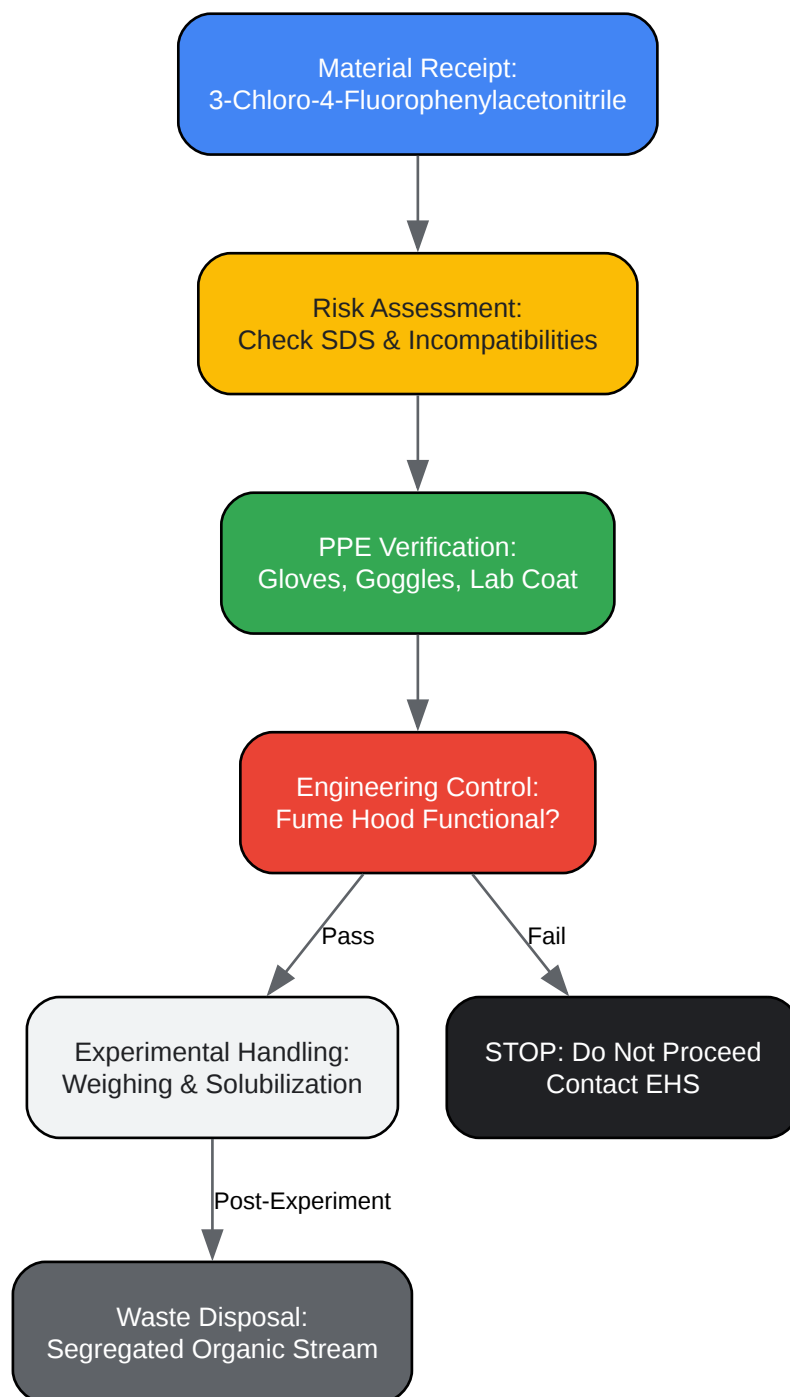 Material Receipt:
3-Chloro-4-Fluorophenylacetonitrile
Risk Assessment:
Check SDS & Incompatibilities
PPE Verification:
Gloves, Goggles, Lab Coat
Engineering Control:
Fume Hood Functional?
Pass
Fail
Experimental Handling:
Weighing & Solubilization
STOP: Do Not Proceed
Contact EHS
Post-Experiment
Waste Disposal:
Segregated Organic Stream